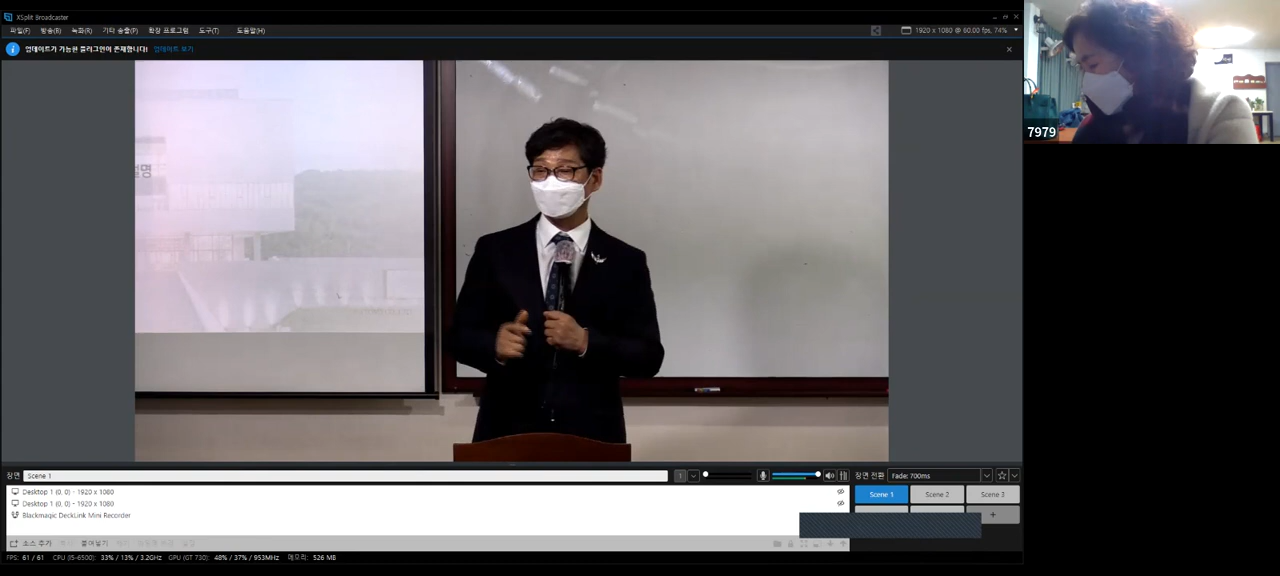 XSplit Broadcaster
파일(F) 방송(B) 녹화(R) 기타 송출(P) 확장 프로그램 도구(T) 도움말(H)
1920 x 1080 @ 60.00 fps, 74%
업데이트가 가능한 플러그인이 존재합니다! 업데이트 보기
7979
명
장면 Scene 1
1
장면 전환 Fade: 700ms
Desktop 1 (0, 0) - 1920 x 1080
Desktop 1 (0, 0) - 1920 x 1080
Blackmagic DeckLink Mini Recorder
Scene 1 Scene 2 Scene 3
+
소스 추가 붙여넣기
FPS: 61 / 61 CPU (i5-6500): 33% / 13% / 3.2GHz GPU (GT 730): 48% / 37% / 953MHz 메모리: 526 MB